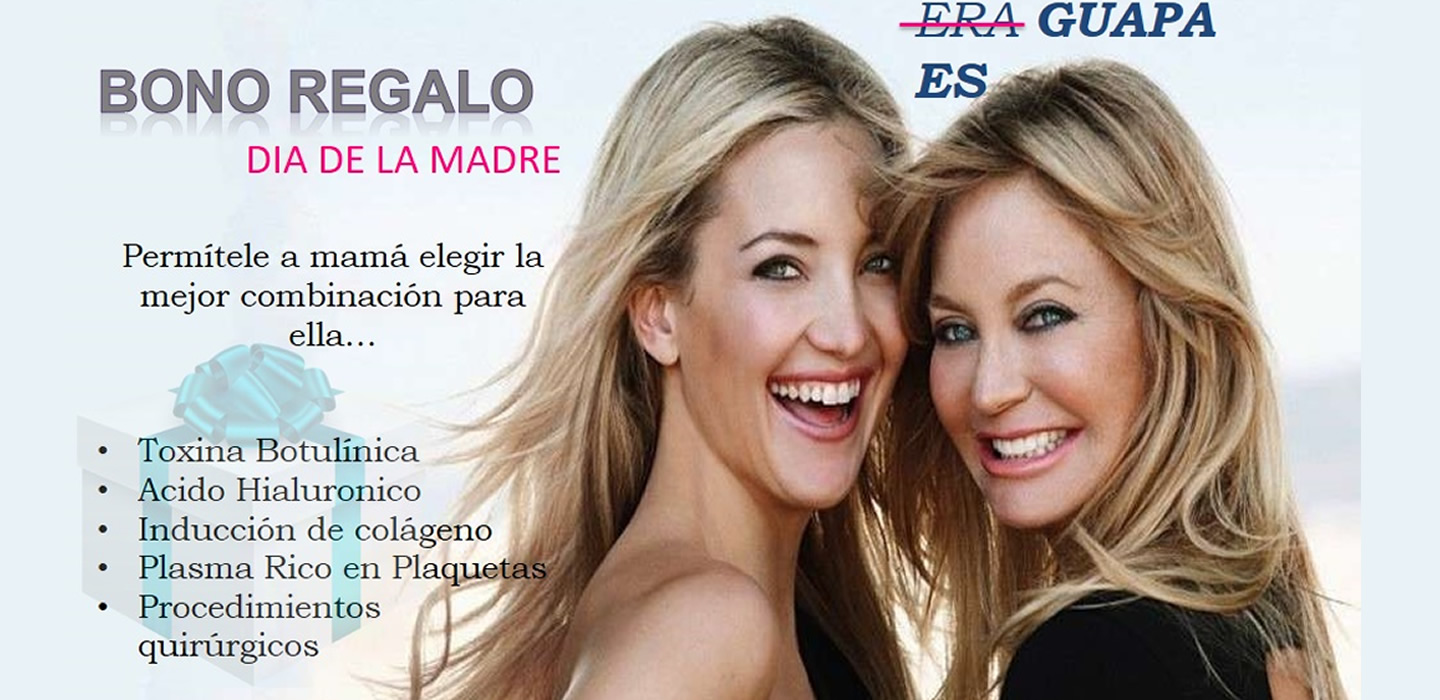 BONO REGALO
DIA DE LA MADRE
Permítele a mamá elegir la
mejor combinación para
ella...
• Toxina Botulínica
• Acido Hialuronico
• Inducción de colágeno
• Plasma Rico en Plaquetas
• Procedimientos
quirúrgicos
ERA GUAPA
ES